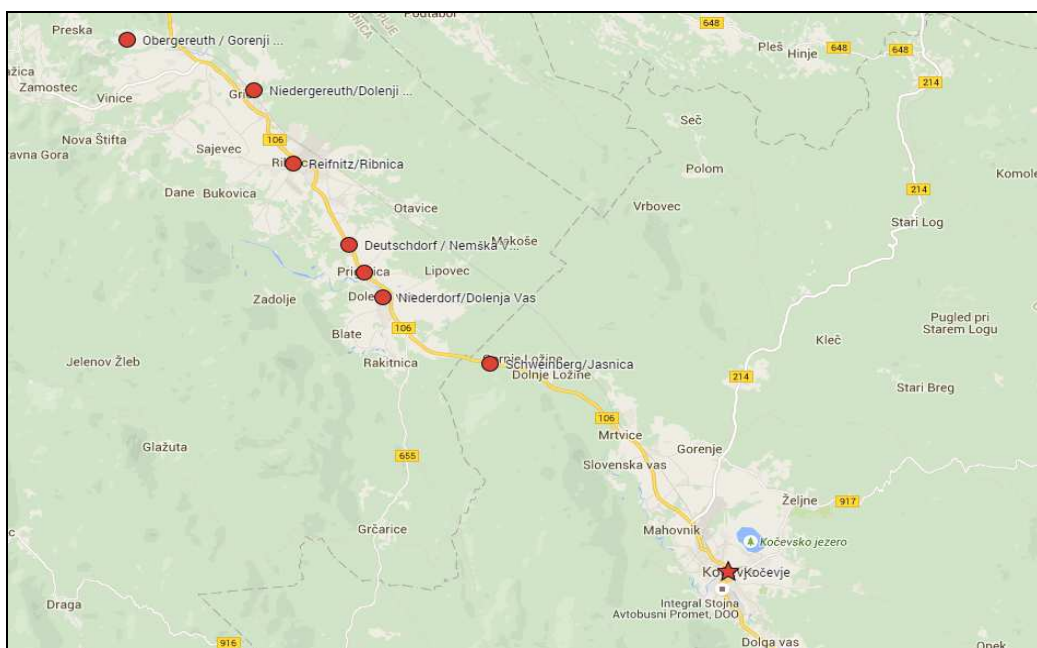 Preska
Obergereuth / Gorenji ...
Zamostec
Vinice
Niedergereuth/Dolenji ...
Nova Štifta
Sajevec
106
Reifnitz/Ribnica
Dane
Bukovica
Otavice
Makoše
Deutschdorf / Nemška V...
Lipovec
Niederdorf/Dolenja Vas
Zadolje
Blate
106
Rakitnica
Jelenov Žleb
Schweinberg/Jasnica
Dolnje Ložine
Glažuta
655
Grčarice
Draga
916
648
Pleš
Hinje
648
214
Seč
Polom
Vrbovec
214
Stari Log
Pugled pri
Starem Logu
Kleč
214
Stari Breg
106
Mrtvice
Gorenje
Slovenska vas
Željne
917
Mahovnik
Kočevsko jezero
Kočevje
Integral Stojna
Avtobusni Promet, DOO
Dolga vas